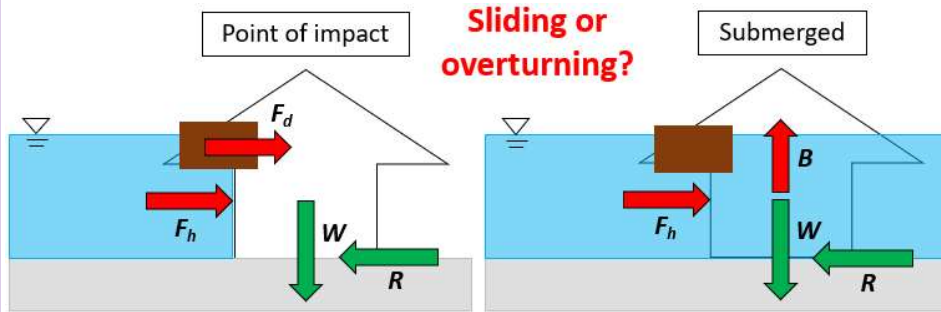 Point of impact
Sliding or
overturning?
Submerged
F_d
F_h
W
R
B
F_h
W
R